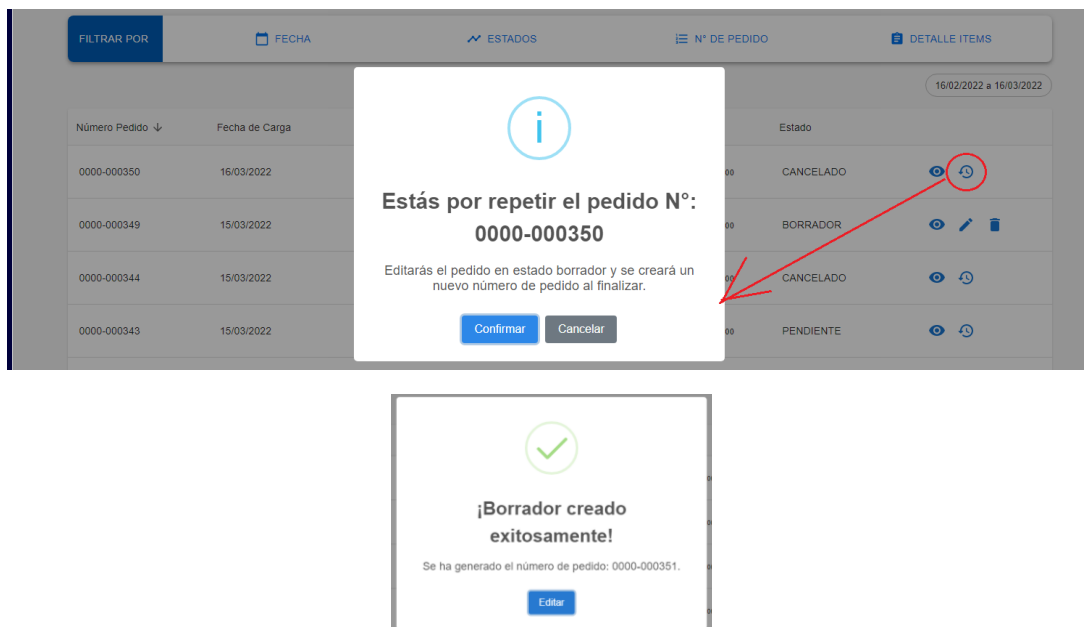 FILTRAR POR FECHA ESTADOS N° DE PEDIDO DETALLE ITEMS
16/02/2022 a 16/03/2022
Número Pedido Fecha de Carga Estado
0000-000350 16/03/2022 00 CANCELADO
0000-000349 15/03/2022 00 BORRADOR
0000-000344 15/03/2022 00 CANCELADO
0000-000343 15/03/2022 00 PENDIENTE
i
Estás por repetir el pedido N°:
0000-000350
Editarás el pedido en estado borrador y se creará un
nuevo número de pedido al finalizar.
Confirmar Cancelar
¡Borrador creado
exitosamente!
Se ha generado el número de pedido: 0000-000351.
Editar